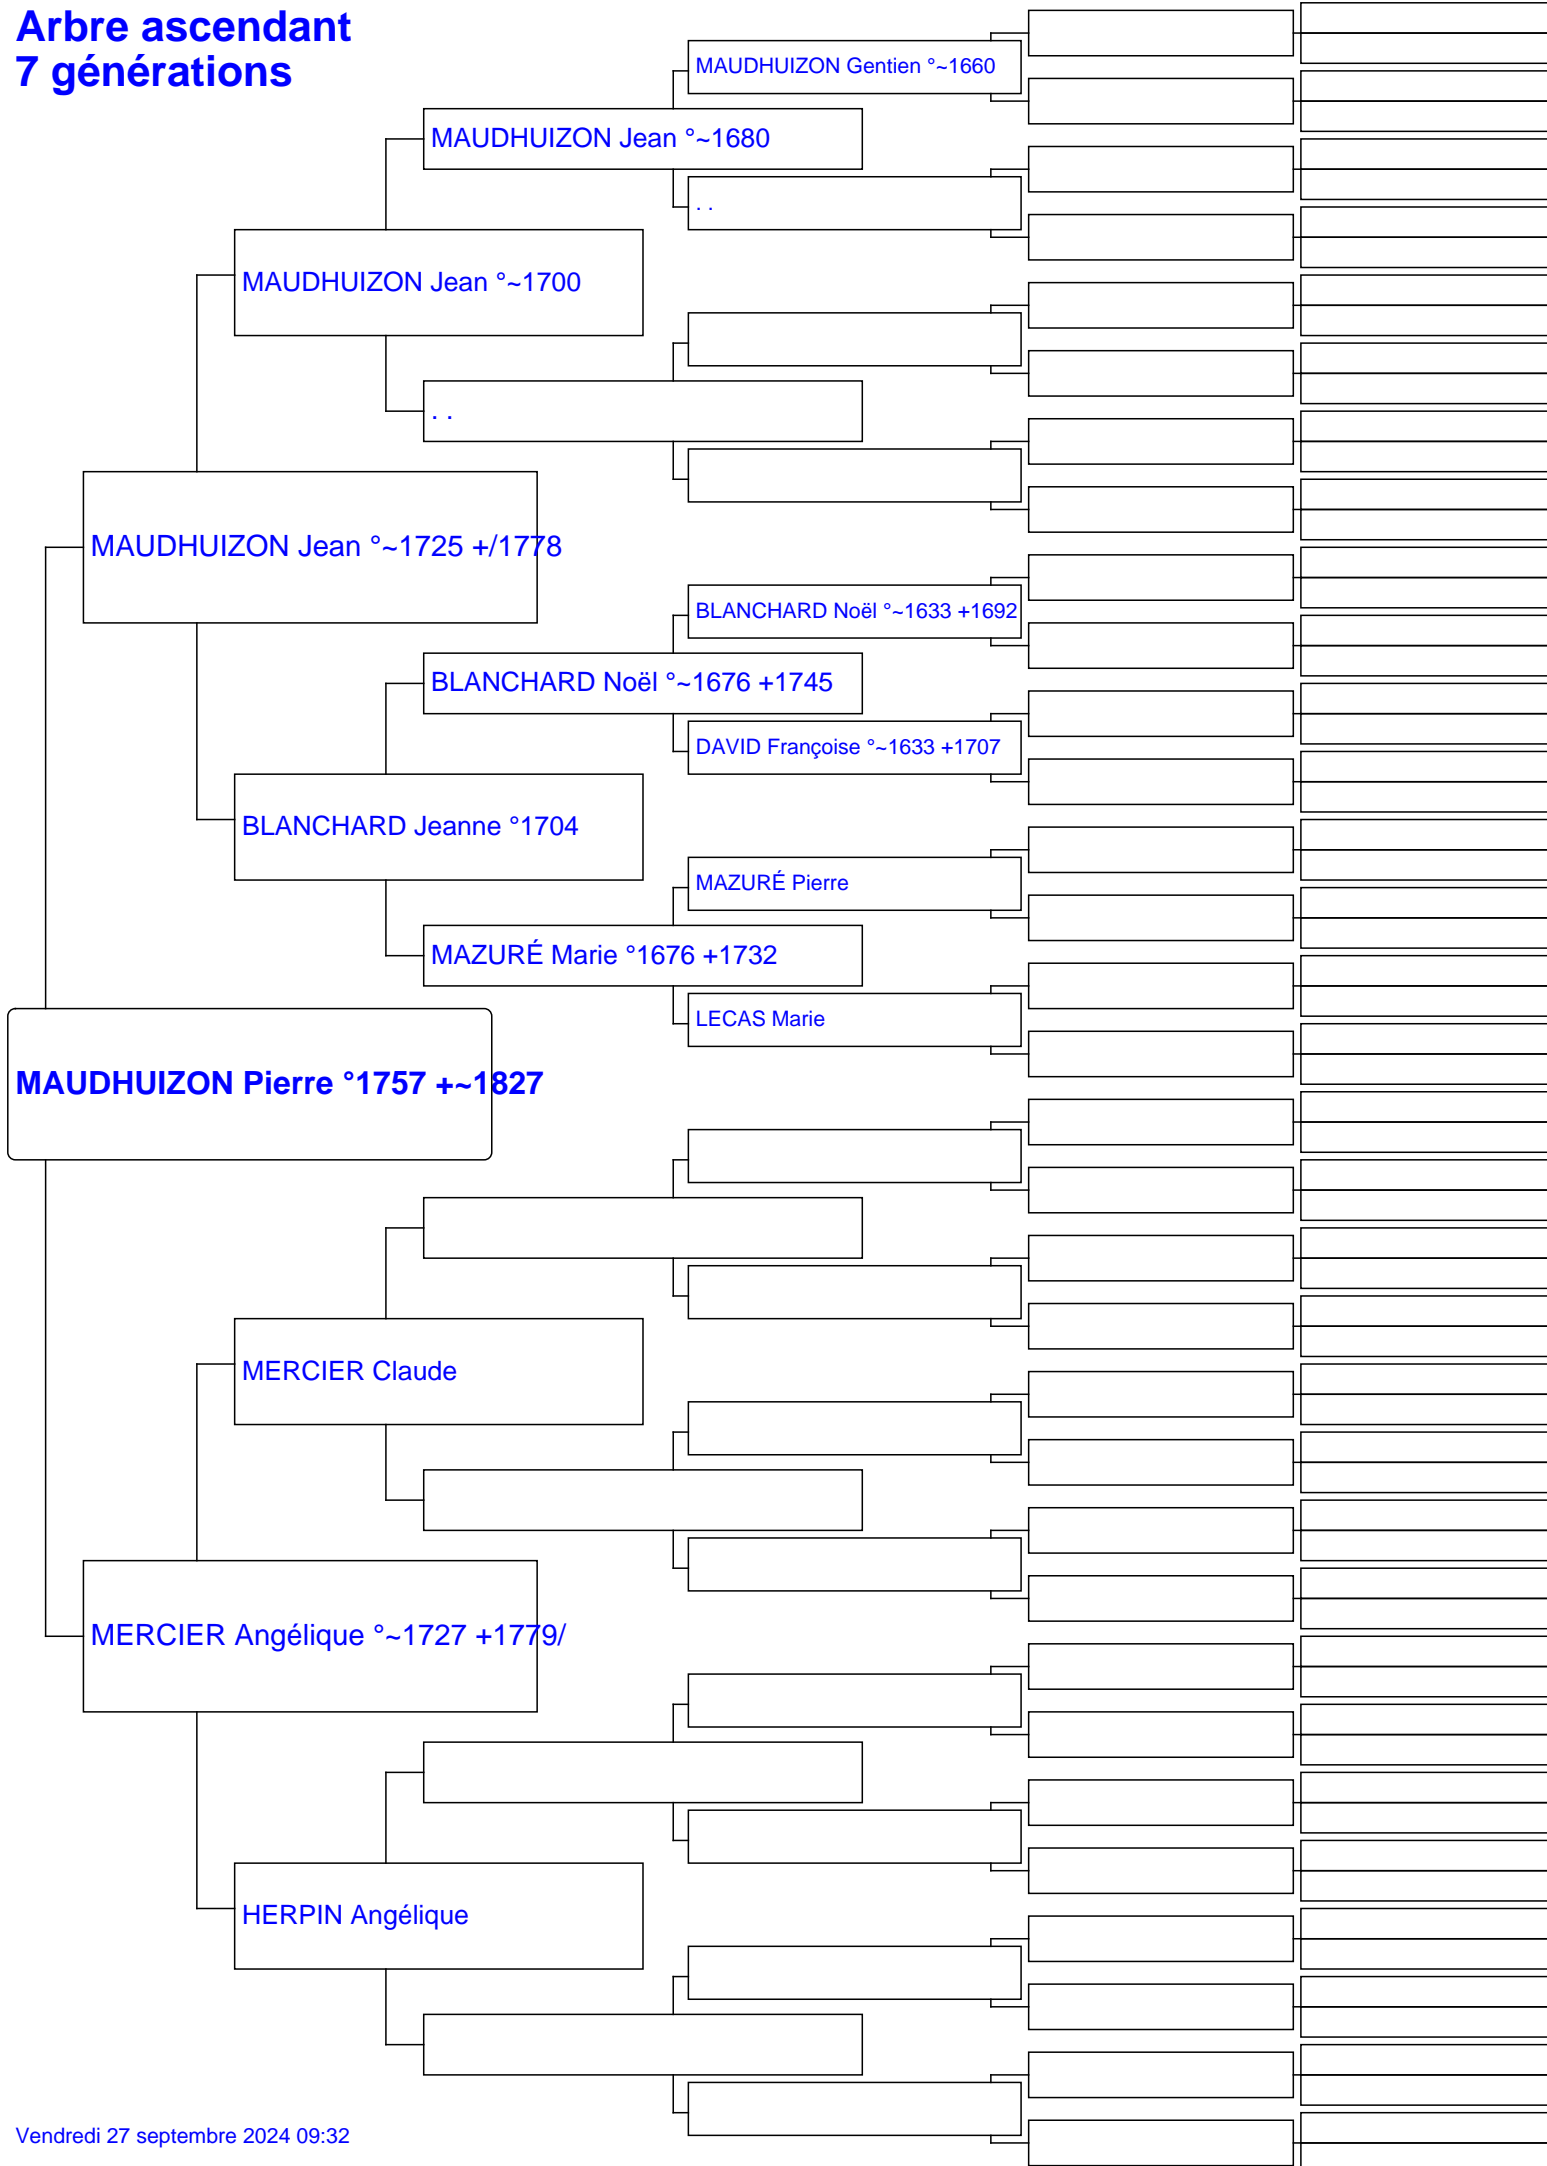 Arbre ascendant
7 générations
MAUDHUIZON Gentien °~1660
MAUDHUIZON Jean °~1680
. .
MAUDHUIZON Jean °~1700
. .
MAUDHUIZON Jean °~1725 +/1778
BLANCHARD Noël °~1633 +1692
BLANCHARD Noël °~1676 +1745
DAVID Françoise °~1633 +1707
BLANCHARD Jeanne °1704
MAZURÉ Pierre
MAZURÉ Marie °1676 +1732
LECAS Marie
MAUDHUIZON Pierre °1757 +~1827
MERCIER Claude
MERCIER Angélique °~1727 +1779/
HERPIN Angélique
Vendredi 27 septembre 2024 09:32